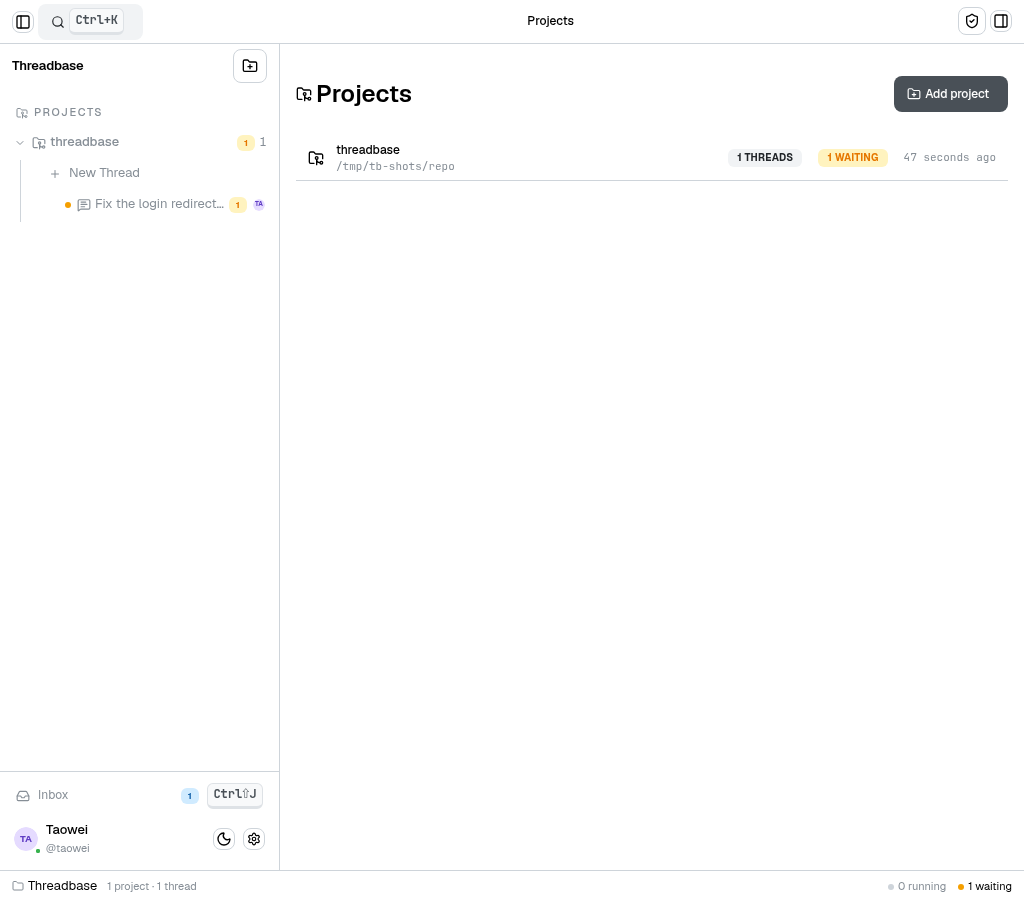 Ctrl+K
Projects
Threadbase
PROJECTS
threadbase 1 1
New Thread
Fix the login redirect... 1 TA
Projects
Add project
threadbase
/tmp/tb-shots/repo
1 THREADS
1 WAITING
47 seconds ago
Inbox 1 Ctrl⇧J
TA
Taowei
@taowei
Threadbase 1 project · 1 thread
0 running
1 waiting